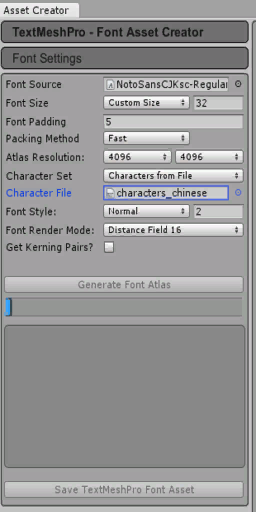 Asset Creator
TextMeshPro - Font Asset Creator
Font Settings
Font Source NotoSansCJKsc-Regular
Font Size Custom Size 32
Font Padding 5
Packing Method Fast
Atlas Resolution: 4096 4096
Character Set Characters from File
Character File characters_chinese
Font Style: Normal 2
Font Render Mode: Distance Field 16
Get Kerning Pairs?
Generate Font Atlas
Save TextMeshPro Font Asset